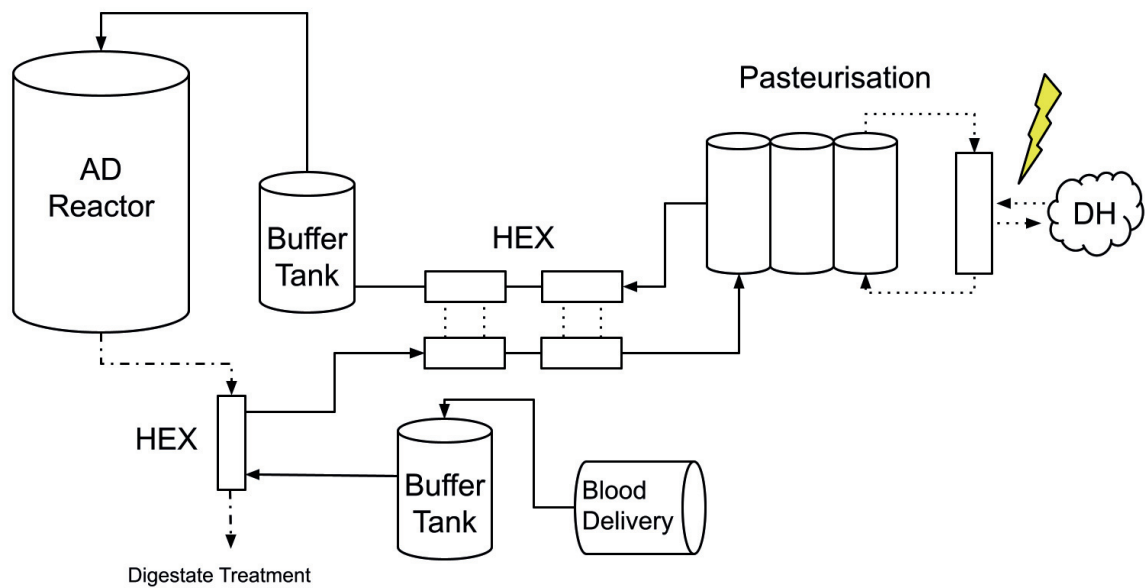 Pasteurisation
AD
Reactor
DH
Buffer
Tank
HEX
HEX
Buffer
Tank
Blood
Delivery
Digestate Treatment